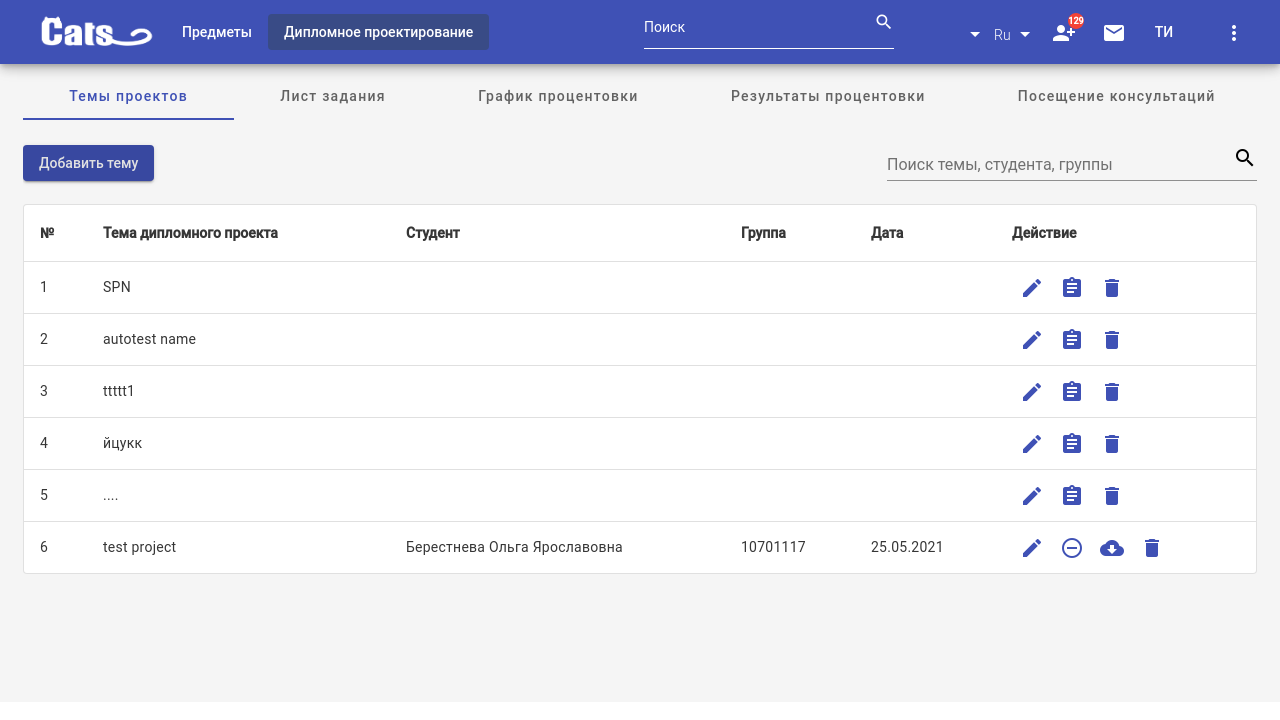 Cats Предметы Дипломное проектирование Поиск Ru 129 ТИ
Темы проектов Лист задания График процентовки Результаты процентовки Посещение консультаций
Добавить тему Поиск темы, студента, группы
№ Тема дипломного проекта Студент Группа Дата Действие
1 SPN
2 autotest name
3 ttttt1
4 йцукк
5 ....
6 test project Берестнева Ольга Ярославовна 10701117 25.05.2021